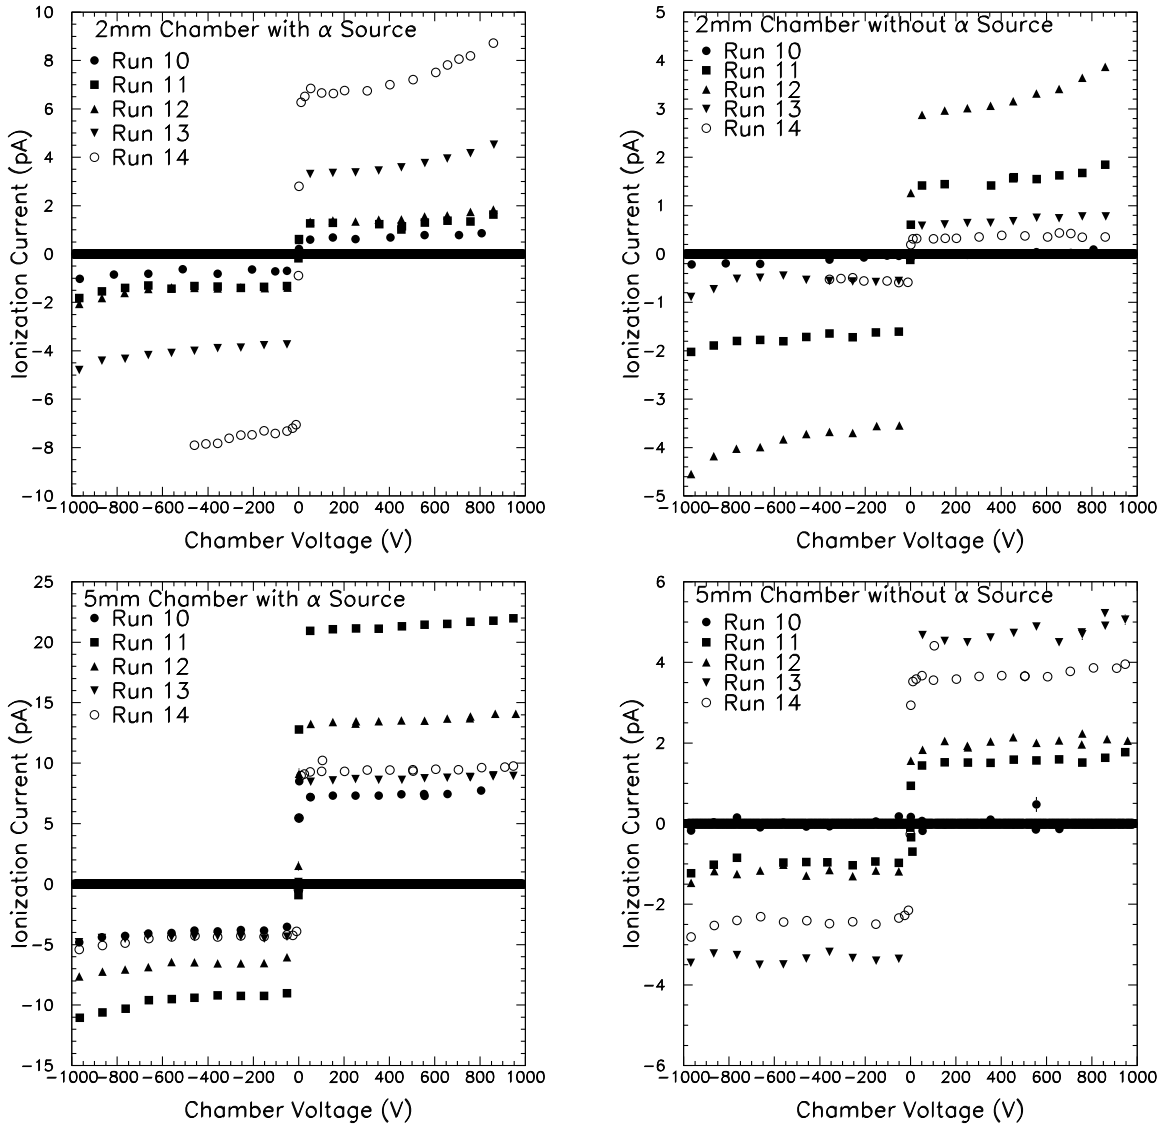 2mm Chamber with α Source
Run 10
Run 11
Run 12
Run 13
Run 14
10
8
6
4
2
0
−2
−4
−6
−8
−10
Ionization Current (pA)
−1000 −800 −600 −400 −200 0 200 400 600 800 1000
Chamber Voltage (V)
2mm Chamber without α Source
Run 10
Run 11
Run 12
Run 13
Run 14
5
4
3
2
1
0
−1
−2
−3
−4
−5
Ionization Current (pA)
−1000 −800 −600 −400 −200 0 200 400 600 800 1000
Chamber Voltage (V)
5mm Chamber with α Source
Run 10
Run 11
Run 12
Run 13
Run 14
25
20
15
10
5
0
−5
−10
−15
Ionization Current (pA)
−1000 −800 −600 −400 −200 0 200 400 600 800 1000
Chamber Voltage (V)
5mm Chamber without α Source
Run 10
Run 11
Run 12
Run 13
Run 14
6
4
2
0
−2
−4
−6
Ionization Current (pA)
−1000 −800 −600 −400 −200 0 200 400 600 800 1000
Chamber Voltage (V)